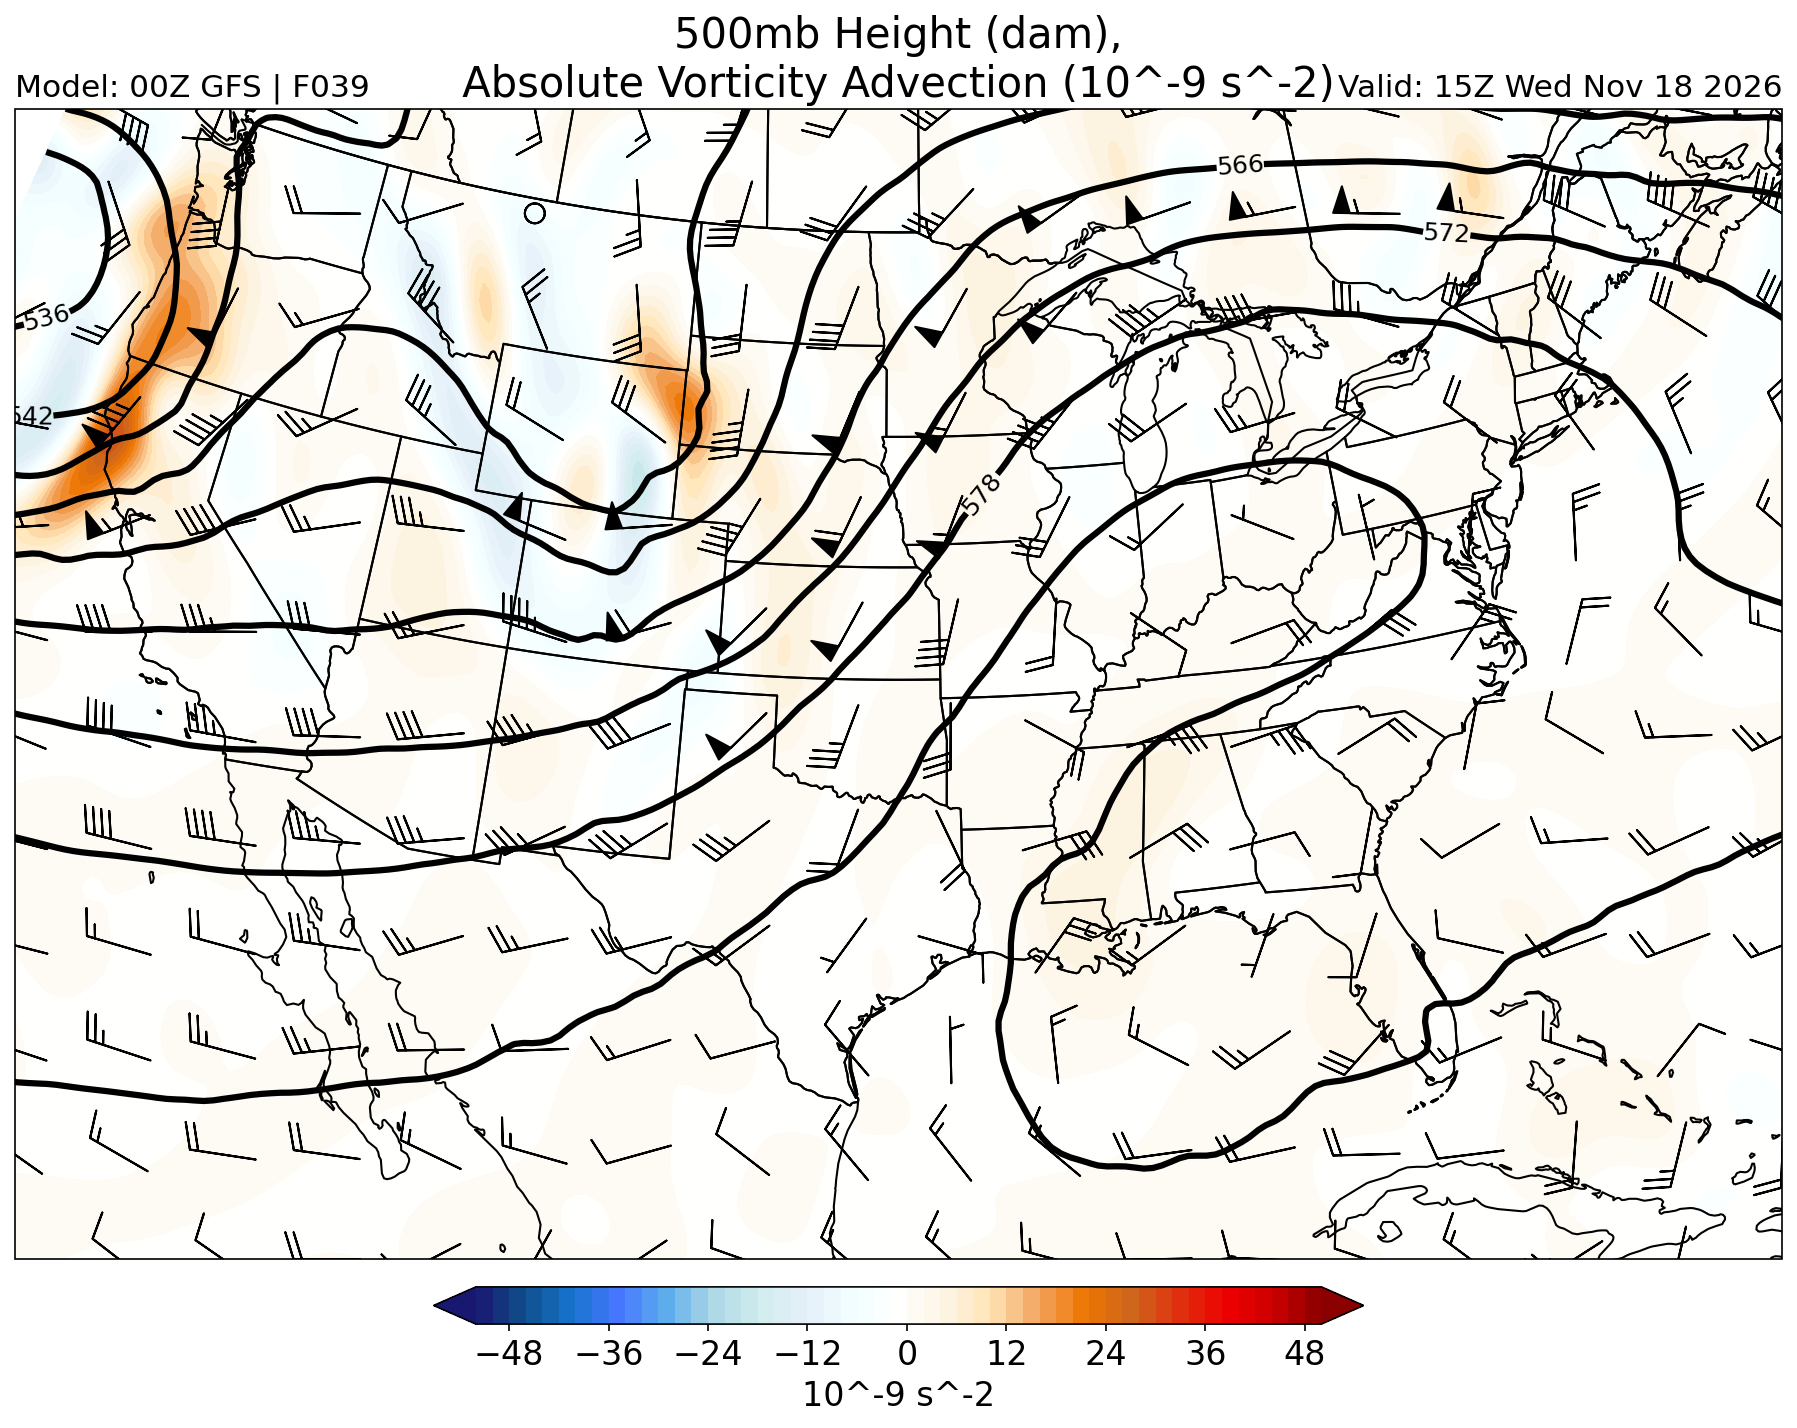 500mb Height (dam),
Model: 00Z GFS | F039
Absolute Vorticity Advection (10^-9 s^-2)
Valid: 15Z Wed Nov 18 2026
566
572
536
542
578
−48 −36 −24 −12 0 12 24 36 48
10^-9 s^-2